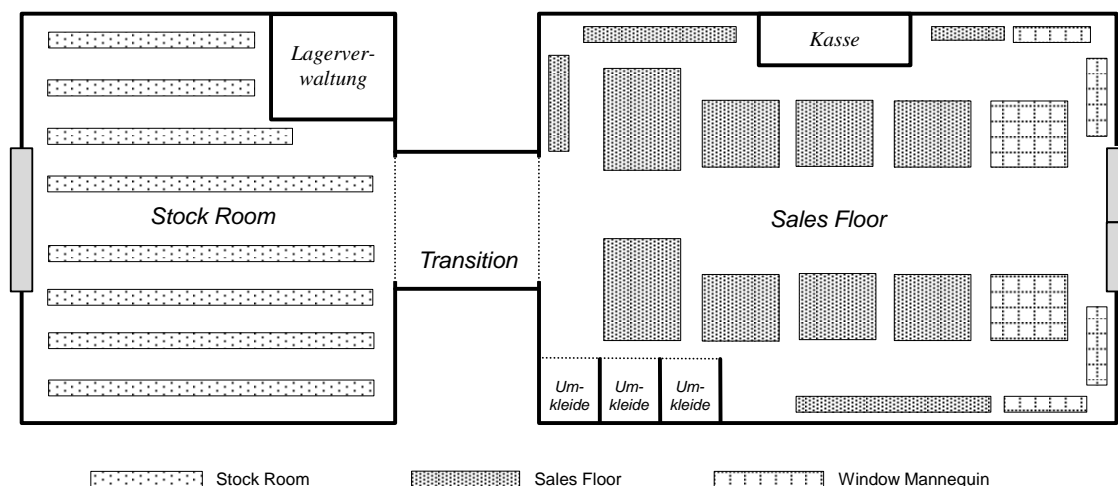 Lagerver-
waltung
Kasse
Stock Room
Sales Floor
Transition
Um-
kleide
Um-
kleide
Um-
kleide
Stock Room
Sales Floor
Window Mannequin